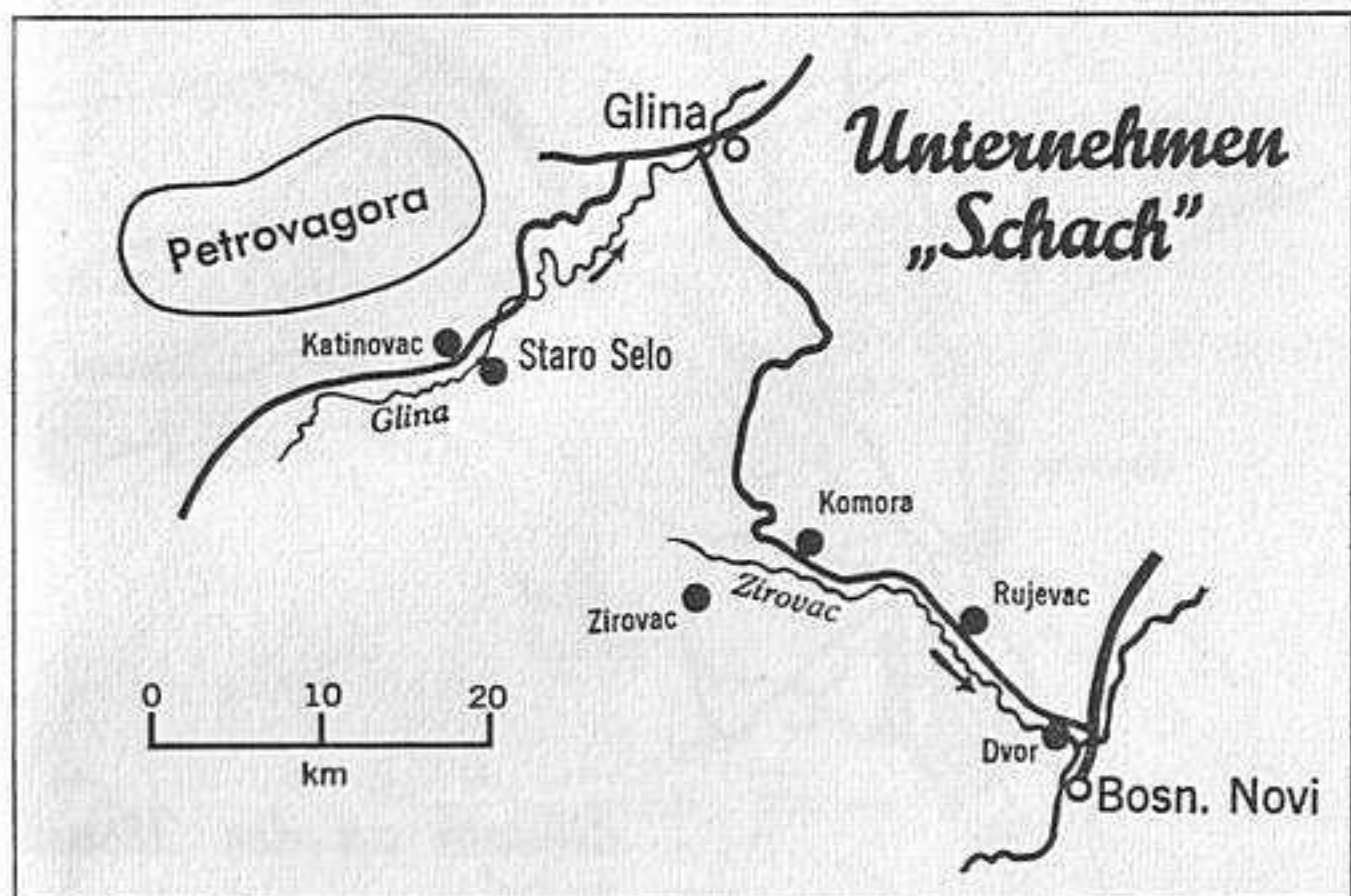 Glina
Unternehmen
„Schach”
Petrovagora
Katinovac
Staro Selo
Glina
Komora
Zirovac
Zirovac
Rujevac
0 10 20
km
Dvor
Bosn. Novi